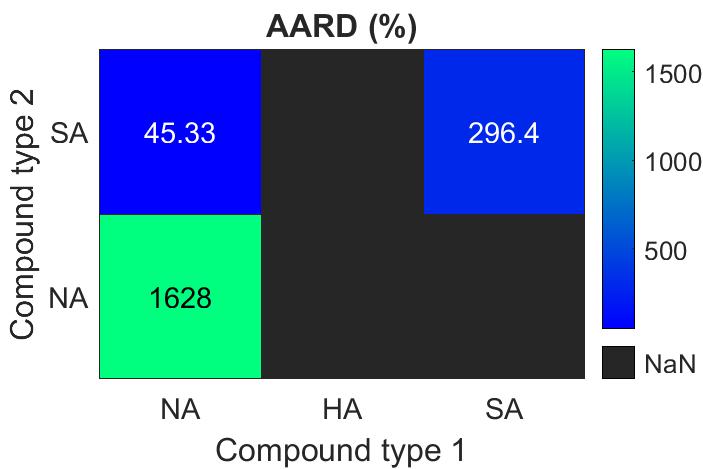 AARD (%)
Compound type 2
SA
45.33
296.4
NA
1628
NA
HA
SA
Compound type 1
1500
1000
500
NaN